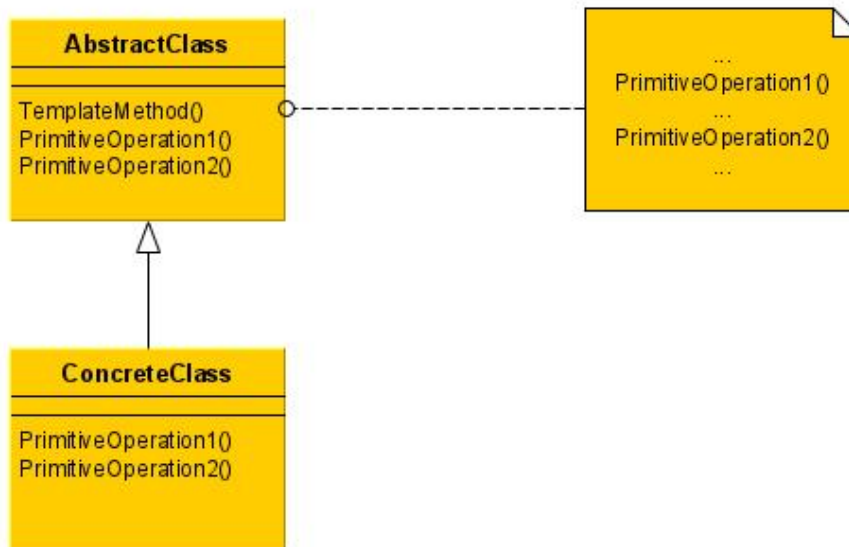 AbstractClass
TemplateMethod()
PrimitiveOperation1()
PrimitiveOperation2()
...
PrimitiveOperation1()
...
PrimitiveOperation2()
...
ConcreteClass
PrimitiveOperation1()
PrimitiveOperation2()